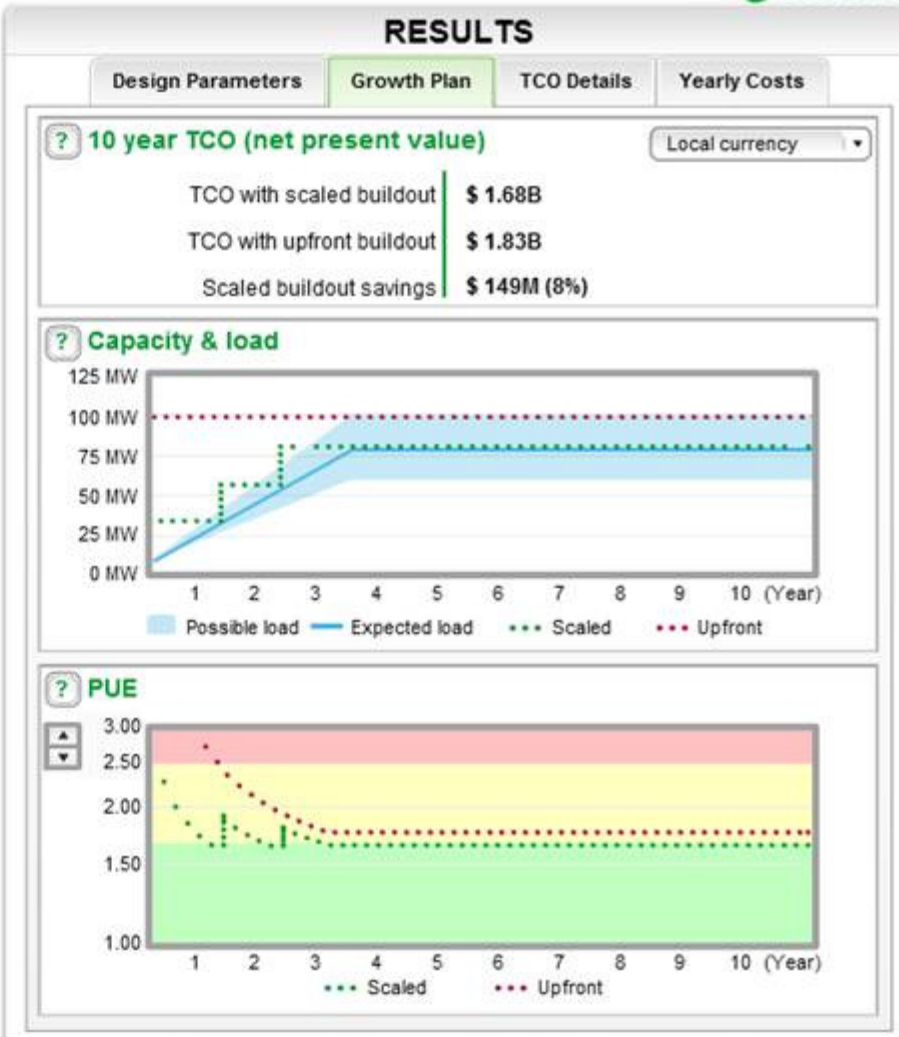 RESULTS
Design Parameters Growth Plan TCO Details Yearly Costs
? 10 year TCO (net present value) Local currency
TCO with scaled buildout $ 1.68B
TCO with upfront buildout $ 1.83B
Scaled buildout savings $ 149M (8%)
? Capacity & load
125 MW
100 MW
75 MW
50 MW
25 MW
0 MW
1 2 3 4 5 6 7 8 9 10 (Year)
Possible load Expected load Scaled Upfront
? PUE
3.00
2.50
2.00
1.50
1.00
1 2 3 4 5 6 7 8 9 10 (Year)
Scaled Upfront